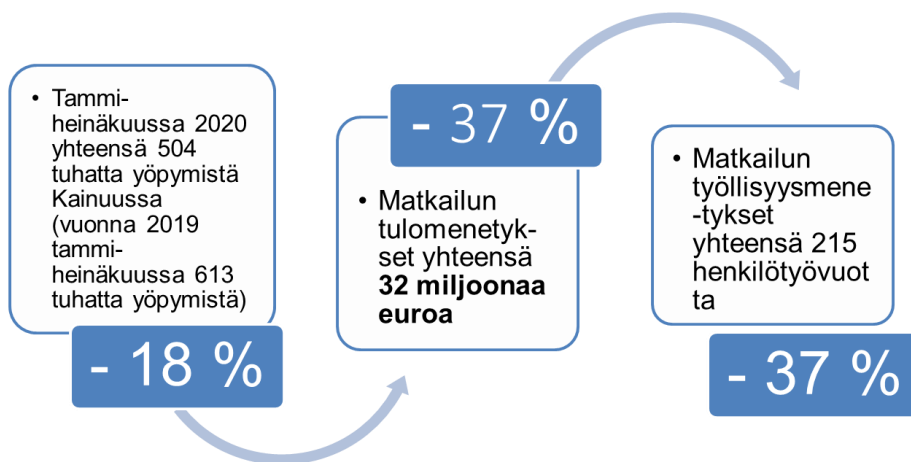 • Tammi-
heinäkuussa 2020
yhteensä 504
tuhatta yöpymistä
Kainuussa
(vuonna 2019
tammi-
heinäkuussa 613
tuhatta yöpymistä)
- 18 %
- 37 %
• Matkailun
tulomenetyk-
set yhteensä
32 miljoonaa
euroa
• Matkailun
työllisyysmene
-tykset
yhteensä 215
henkilötyövuot
ta
- 37 %